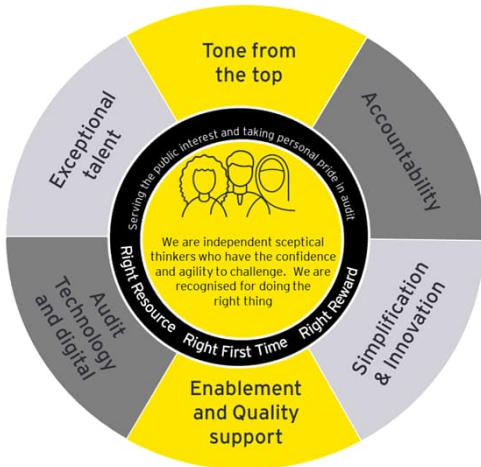 Tone from
the top
Accountability
Simplification
& Innovation
Enablement
and Quality
support
Audit
Technology
and digital
Exceptional
talent
Serving the public interest and taking personal pride in audit
We are independent sceptical
thinkers who have the confidence
and agility to challenge. We are
recognised for doing the
right thing
Right Resource Right First Time Right Reward